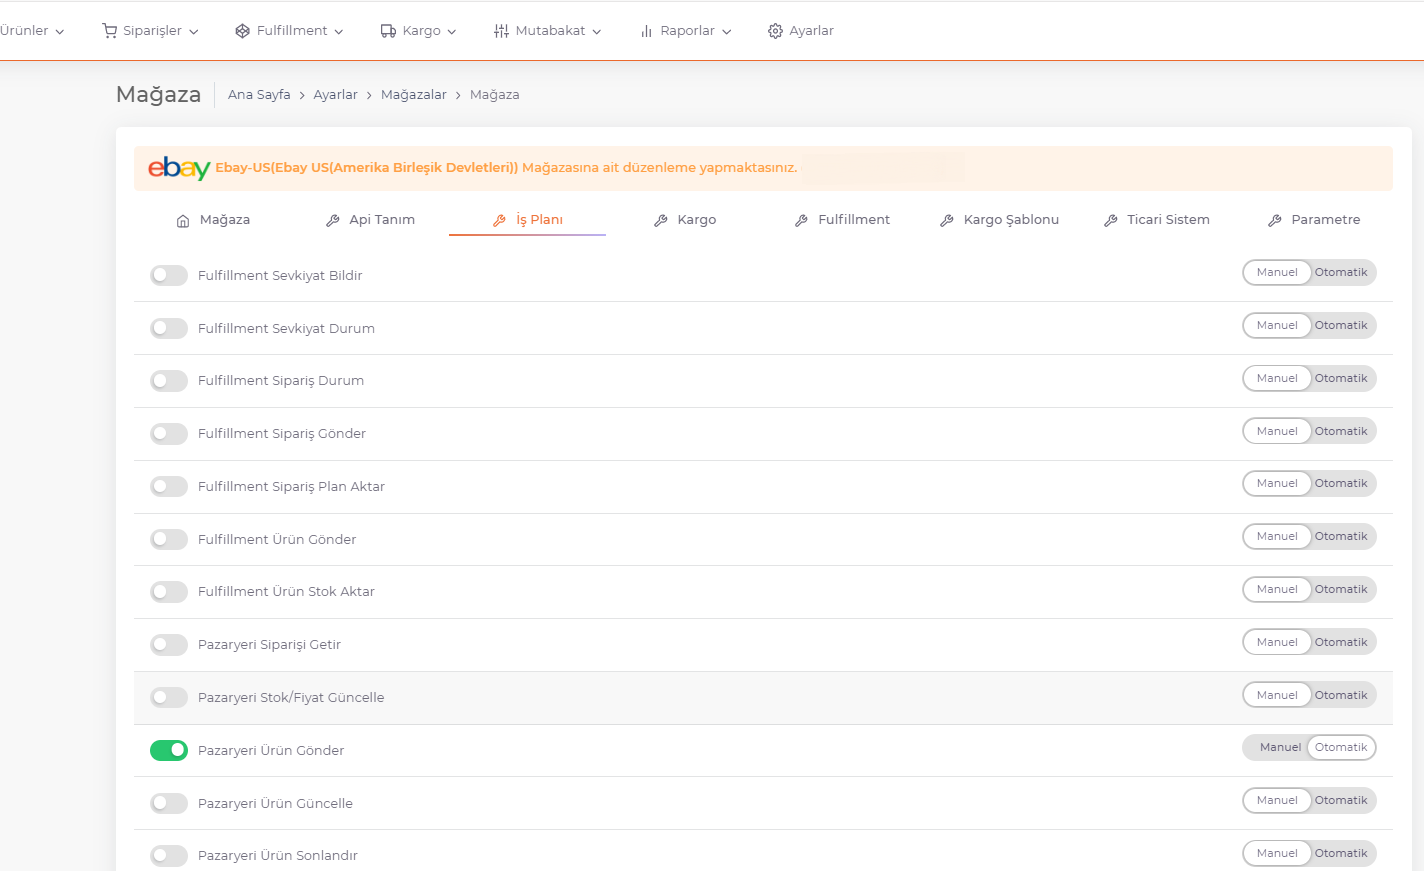 Ürünler Siparişler Fulfillment Kargo Mutabakat Raporlar Ayarlar
Mağaza Ana Sayfa > Ayarlar > Mağazalar > Mağaza
ebay Ebay-US(Ebay US(Amerika Birleşik Devletleri)) Mağazasına ait düzenleme yapmaktasınız.
Mağaza Api Tanım İş Planı Kargo Fulfillment Kargo Şablonu Ticari Sistem Parametre
Fulfillment Sevkiyat Bildir Manuel Otomatik
Fulfillment Sevkiyat Durum Manuel Otomatik
Fulfillment Sipariş Durum Manuel Otomatik
Fulfillment Sipariş Gönder Manuel Otomatik
Fulfillment Sipariş Plan Aktar Manuel Otomatik
Fulfillment Ürün Gönder Manuel Otomatik
Fulfillment Ürün Stok Aktar Manuel Otomatik
Pazaryeri Siparişi Getir Manuel Otomatik
Pazaryeri Stok/Fiyat Güncelle Manuel Otomatik
Pazaryeri Ürün Gönder Manuel Otomatik
Pazaryeri Ürün Güncelle Manuel Otomatik
Pazaryeri Ürün Sonlandır Manuel Otomatik